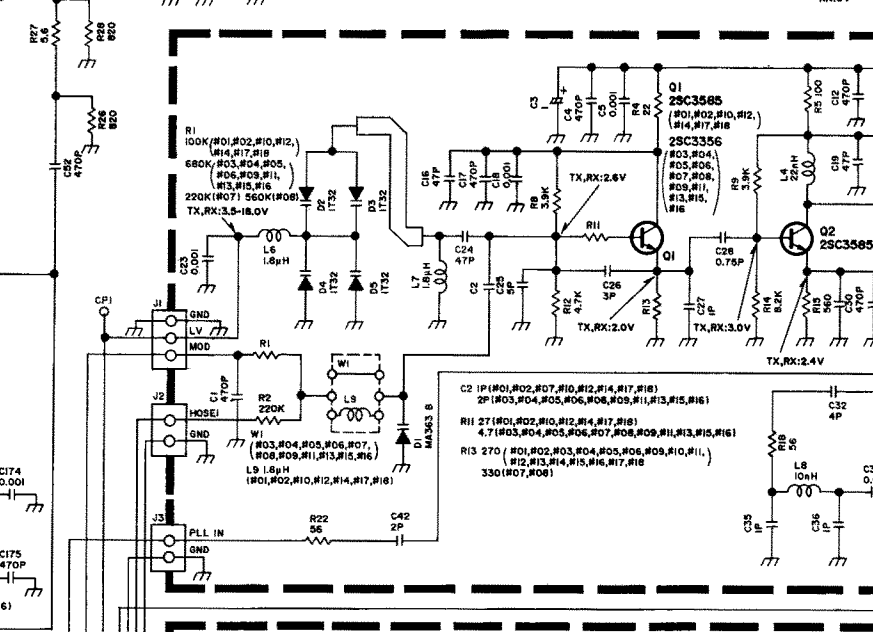 R27
5.6
R28
820
R26
820
C52
470P
R1
100K(#01,#02,#10,#12,
#14,#17,#18)
680K(#03,#04,#05,
#06,#09,#11,
#13,#15,#16)
220K(#07) 560K(#08)
TX,RX:3.5-18.0V
D2
1T32
D3
1T32
D4
1T32
D5
1T32
L6
1.8μH
C23
0.001
L7
1.8μH
C24
47P
C2
C25
5P
C16
47P
C17
470P
C18
0.001
R8
3.9K
TX,RX:2.6V
R11
C3
+
-
C4
470P
C5
0.001
R4
22
Q1
2SC3585
(#01,#02,#10,#12,
#14,#17,#18)
2SC3356
(#03,#04,
#05,#06,
#07,#08,
#09,#11,
#13,#15,
#16)
Q1
R5 100
C12
470P
R9
3.9K
L4
22nH
C19
47P
Q2
2SC3585
C28
0.75P
C26
3P
R12
4.7K
R13
TX,RX:2.0V
C27
1P
TX,RX:3.0V
R14
8.2K
R15
560
C30
470P
TX,RX:2.4V
CP1
J1
GND
LV
MOD
R1
C1
470P
R2
220K
W1
L9
D1
MA363 B
J2
HOSEI
GND
W1
(#03,#04,#05,#06,#07,
#08,#09,#11,#13,#15,#16)
L9 1.8μH
(#01,#02,#10,#12,#14,#17,#18)
C2 1P(#01,#02,#07,#10,#12,#14,#17,#18)
2P(#03,#04,#05,#06,#08,#09,#11,#13,#15,#16)
R11 27(#01,#02,#10,#12,#14,#17,#18)
4.7(#03,#04,#05,#06,#07,#08,#09,#11,#13,#15,#16)
R13 270(#01,#02,#03,#04,#05,#06,#09,#10,#11,
#12,#13,#14,#15,#16,#17,#18)
330(#07,#08)
C32
4P
R18
56
L8
10nH
C35
1P
C36
1P
C174
0.001
C175
470P
6)
J3
PLL IN
GND
R22
56
C42
2P